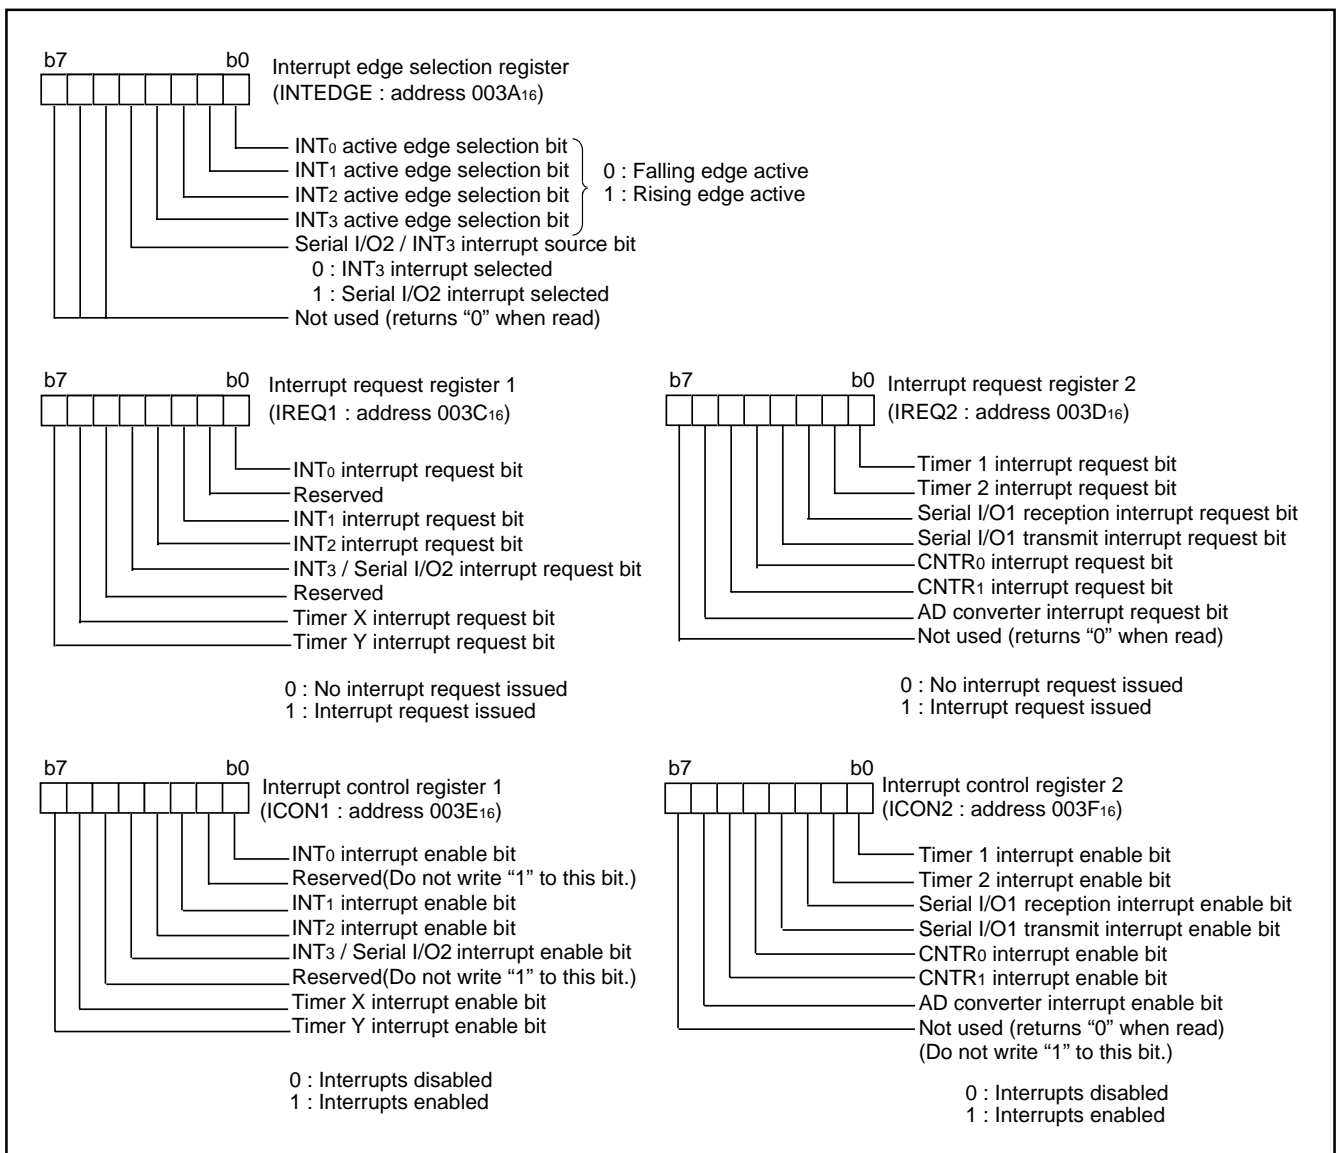 b7 b0
Interrupt edge selection register
(INTEDGE : address 003A16)
INT0 active edge selection bit
INT1 active edge selection bit
INT2 active edge selection bit
INT3 active edge selection bit
0 : Falling edge active
1 : Rising edge active
Serial I/O2 / INT3 interrupt source bit
0 : INT3 interrupt selected
1 : Serial I/O2 interrupt selected
Not used (returns “0” when read)
b7 b0
Interrupt request register 1
(IREQ1 : address 003C16)
INT0 interrupt request bit
Reserved
INT1 interrupt request bit
INT2 interrupt request bit
INT3 / Serial I/O2 interrupt request bit
Reserved
Timer X interrupt request bit
Timer Y interrupt request bit
0 : No interrupt request issued
1 : Interrupt request issued
b7 b0
Interrupt request register 2
(IREQ2 : address 003D16)
Timer 1 interrupt request bit
Timer 2 interrupt request bit
Serial I/O1 reception interrupt request bit
Serial I/O1 transmit interrupt request bit
CNTR0 interrupt request bit
CNTR1 interrupt request bit
AD converter interrupt request bit
Not used (returns “0” when read)
0 : No interrupt request issued
1 : Interrupt request issued
b7 b0
Interrupt control register 1
(ICON1 : address 003E16)
INT0 interrupt enable bit
Reserved(Do not write “1” to this bit.)
INT1 interrupt enable bit
INT2 interrupt enable bit
INT3 / Serial I/O2 interrupt enable bit
Reserved(Do not write “1” to this bit.)
Timer X interrupt enable bit
Timer Y interrupt enable bit
0 : Interrupts disabled
1 : Interrupts enabled
b7 b0
Interrupt control register 2
(ICON2 : address 003F16)
Timer 1 interrupt enable bit
Timer 2 interrupt enable bit
Serial I/O1 reception interrupt enable bit
Serial I/O1 transmit interrupt enable bit
CNTR0 interrupt enable bit
CNTR1 interrupt enable bit
AD converter interrupt enable bit
Not used (returns “0” when read)
(Do not write “1” to this bit.)
0 : Interrupts disabled
1 : Interrupts enabled